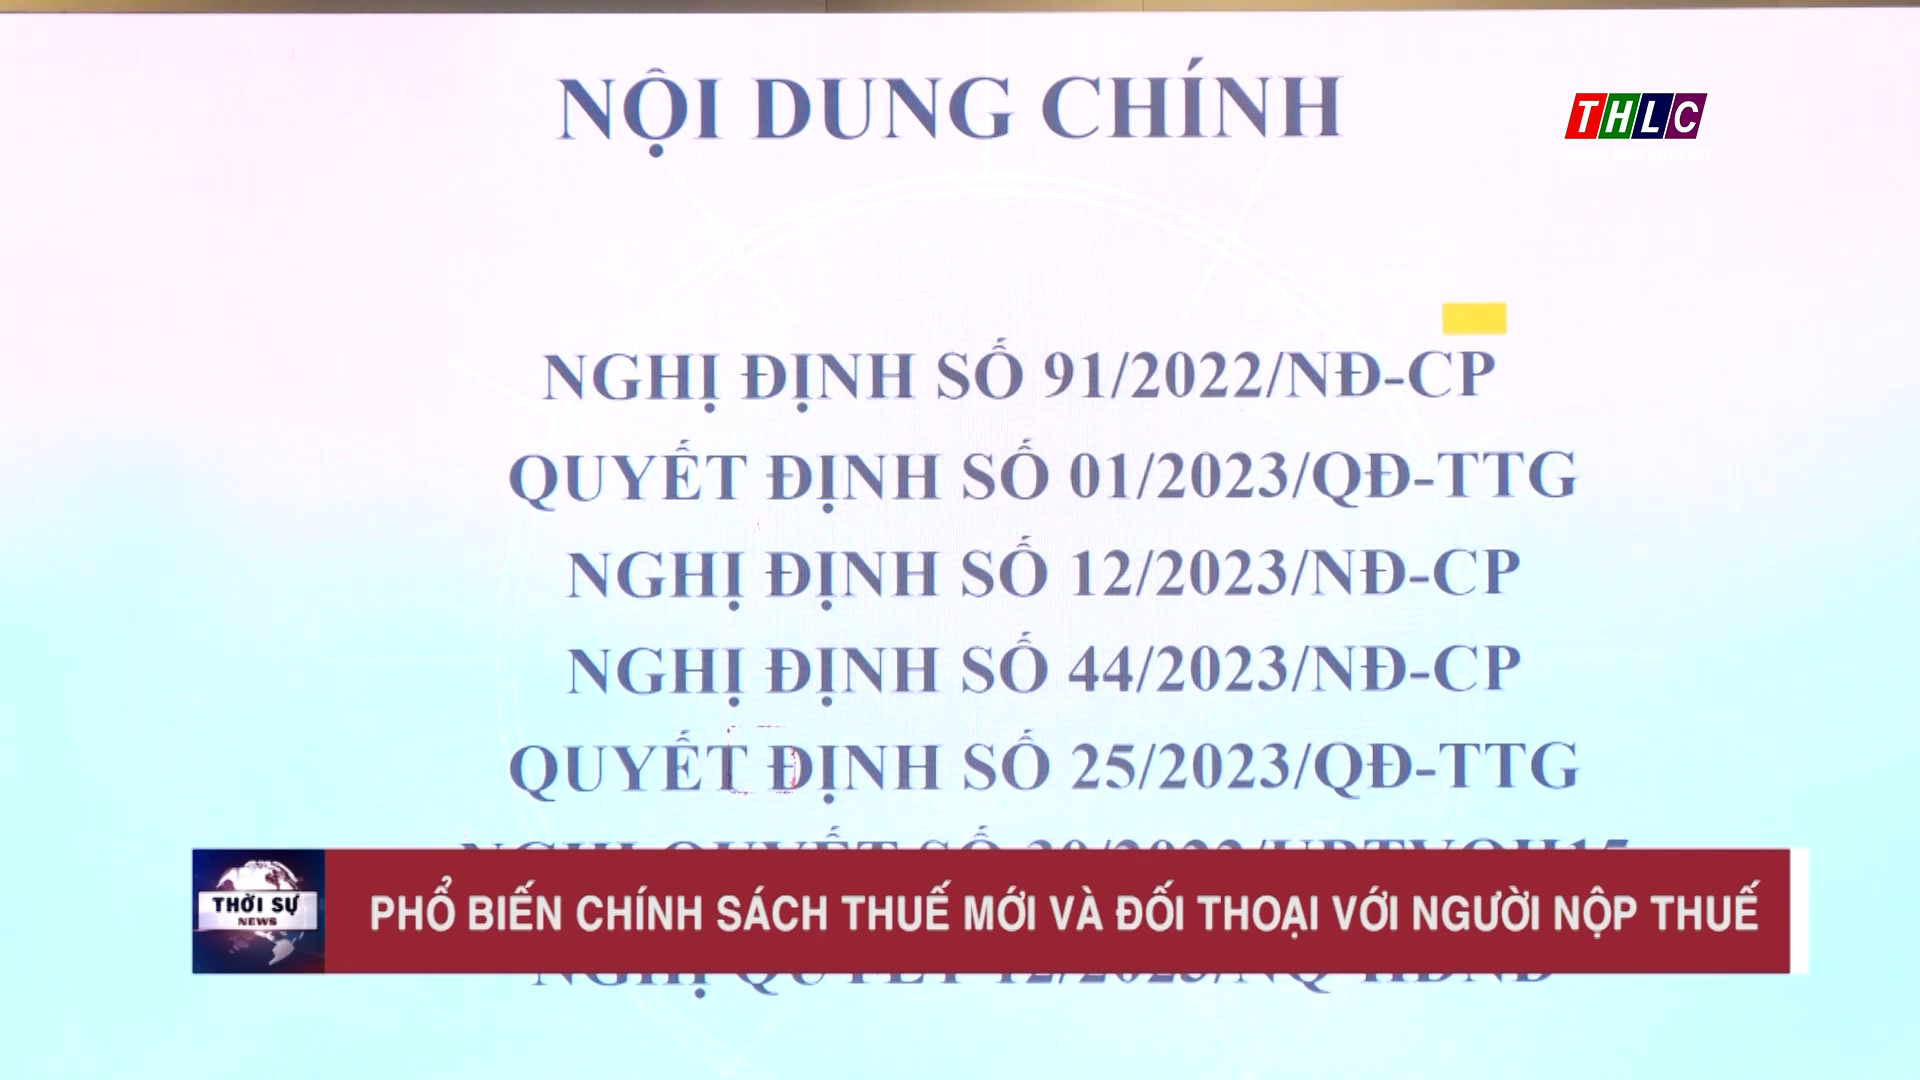 NỘI DUNG CHÍNH
THLC
NGHỊ ĐỊNH SỐ 91/2022/NĐ-CP
QUYẾT ĐỊNH SỐ 01/2023/QĐ-TTG
NGHỊ ĐỊNH SỐ 12/2023/NĐ-CP
NGHỊ ĐỊNH SỐ 44/2023/NĐ-CP
QUYẾT ĐỊNH SỐ 25/2023/QĐ-TTG
THỜI SỰ
NEWS
PHỔ BIẾN CHÍNH SÁCH THUẾ MỚI VÀ ĐỐI THOẠI VỚI NGƯỜI NỘP THUẾ